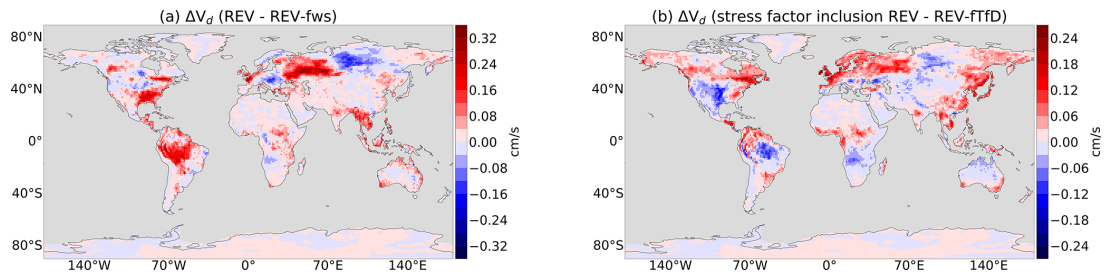 (a) ΔV_d (REV - REV-fws)
80°N
40°N
0°
40°S
80°S
140°W 70°W 0° 70°E 140°E
0.32
0.24
0.16
0.08
0.00
−0.08
−0.16
−0.24
−0.32
cm/s
(b) ΔV_d (stress factor inclusion REV - REV-fTfD)
80°N
40°N
0°
40°S
80°S
140°W 70°W 0° 70°E 140°E
0.24
0.18
0.12
0.06
0.00
−0.06
−0.12
−0.18
−0.24
cm/s